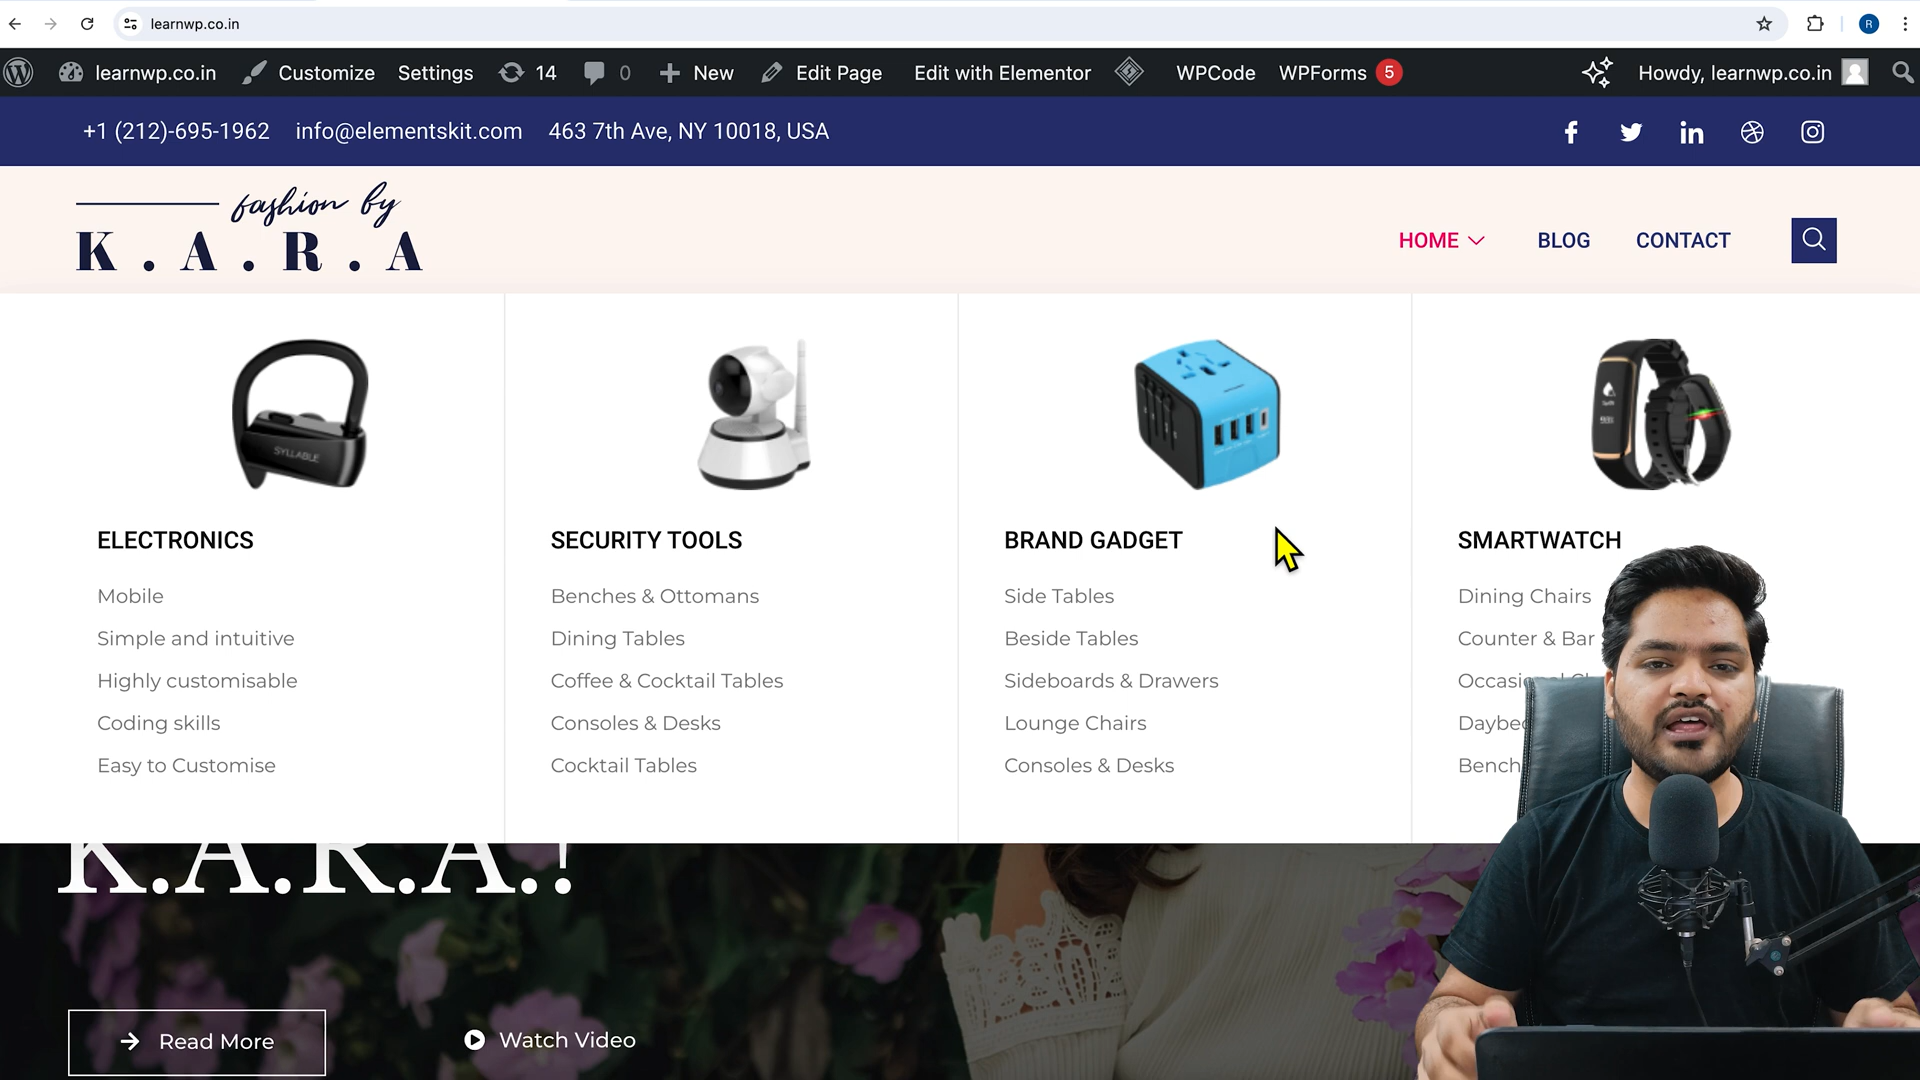 learnwp.co.in
R
learnwp.co.in Customize Settings 14 0 New Edit Page Edit with Elementor WPCode WPForms 5 Howdy, learnwp.co.in
+1 (212)-695-1962 info@elementskit.com 463 7th Ave, NY 10018, USA
fashion by
K.A.R.A
HOME BLOG CONTACT
SYLLABLE
ELECTRONICS
Mobile
Simple and intuitive
Highly customisable
Coding skills
Easy to Customise
SECURITY TOOLS
Benches & Ottomans
Dining Tables
Coffee & Cocktail Tables
Consoles & Desks
Cocktail Tables
BRAND GADGET
Side Tables
Beside Tables
Sideboards & Drawers
Lounge Chairs
Consoles & Desks
SMARTWATCH
Dining Chairs
Counter & Bar
K.A.R.A.!
Read More
Watch Video